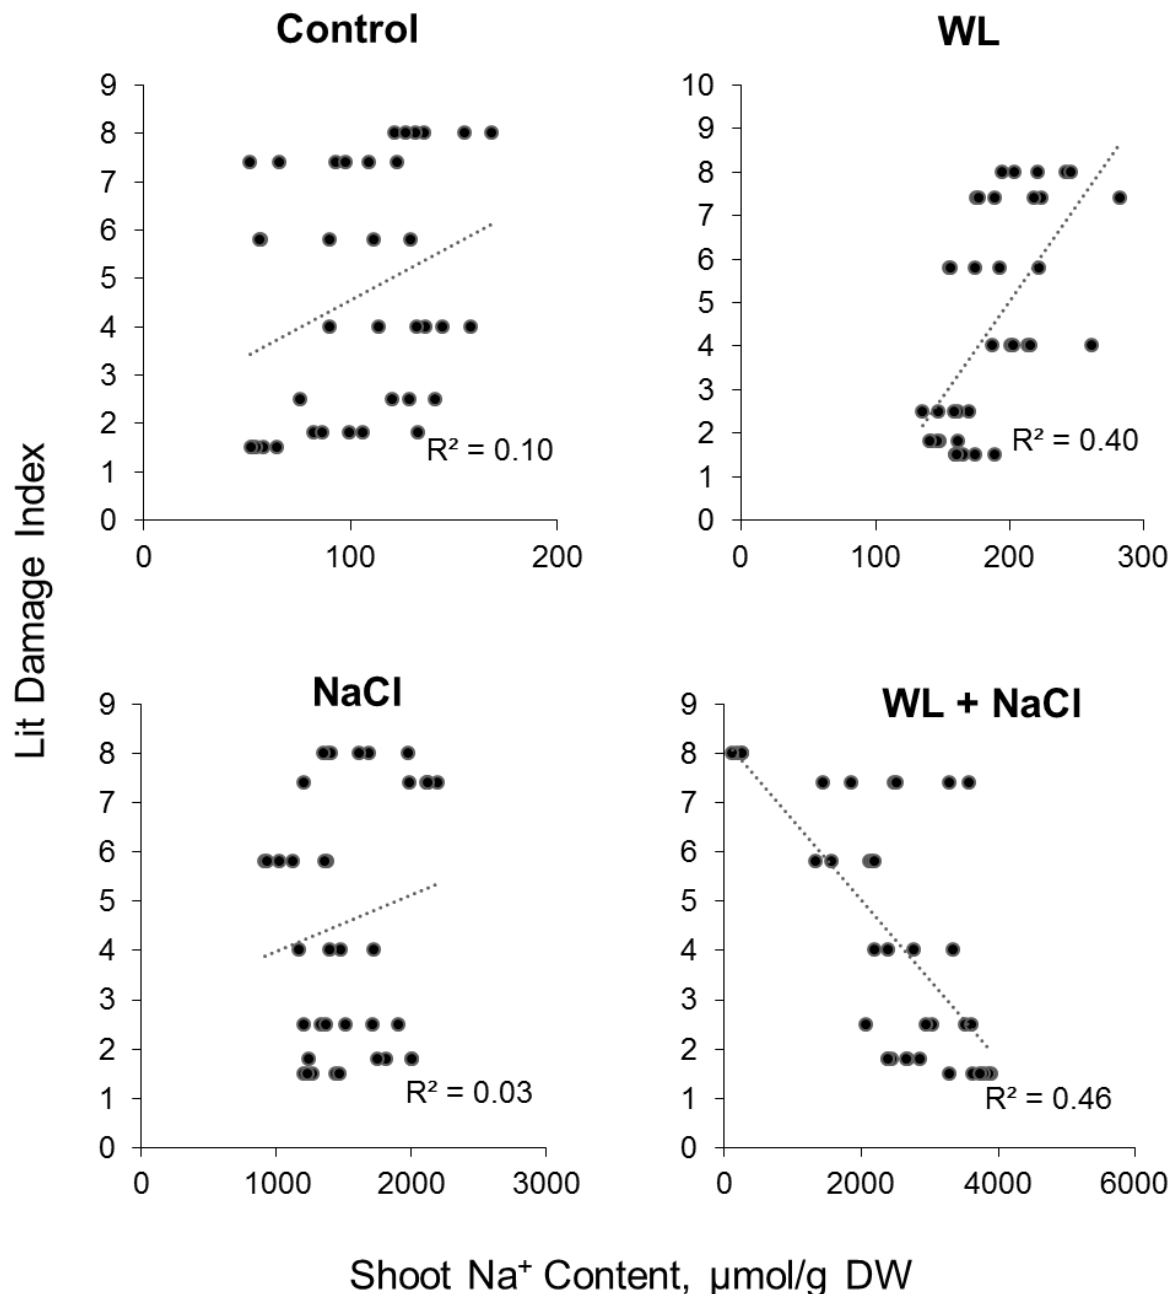 Control
9
8
7
6
5
4
3
2
1
0
0 100 200
R² = 0.10
WL
10
9
8
7
6
5
4
3
2
1
0
0 100 200 300
R² = 0.40
Lit Damage Index
NaCl
9
8
7
6
5
4
3
2
1
0
0 1000 2000 3000
R² = 0.03
WL + NaCl
9
8
7
6
5
4
3
2
1
0
0 2000 4000 6000
R² = 0.46
Shoot Na⁺ Content, µmol/g DW